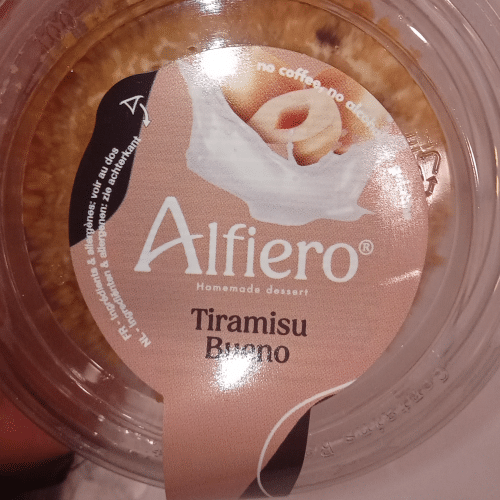 no coffee, no alcohol
Alfiero®
Homemade dessert
Tiramisu
Bueno
FR - Ingrédients & allergènes: voir au dos
NL - Ingrediënten & allergenen: zie achterkant